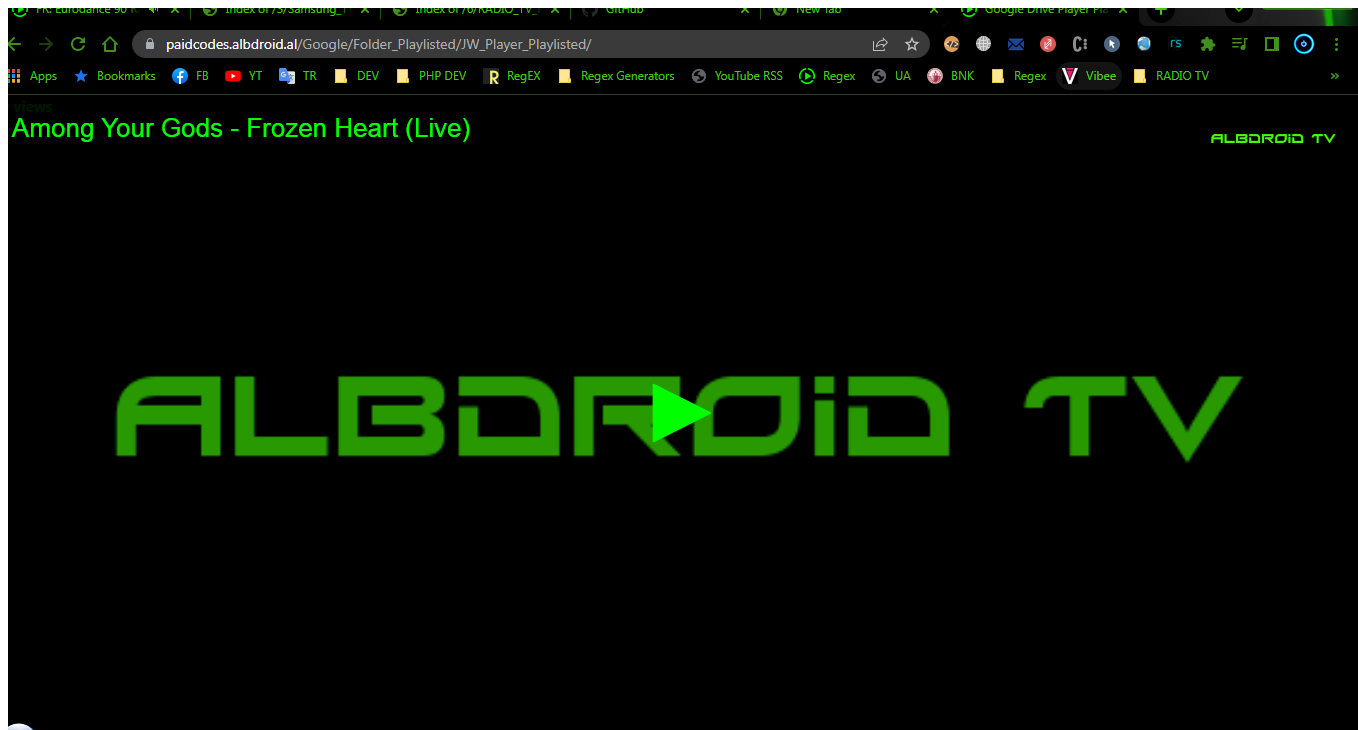 FR: Eurodance 90
Index of /3/Samsung_
Index of /6/RADIO_TV_
GitHub
New Tab
Google Drive Player Pla
paidcodes.albdroid.al/Google/Folder_Playlisted/JW_Player_Playlisted/
Apps Bookmarks FB YT TR DEV PHP DEV RegEX Regex Generators YouTube RSS Regex UA BNK Regex Vibee RADIO TV »
views
Among Your Gods - Frozen Heart (Live)
ALBDROiD TV
ALBDROiD TV